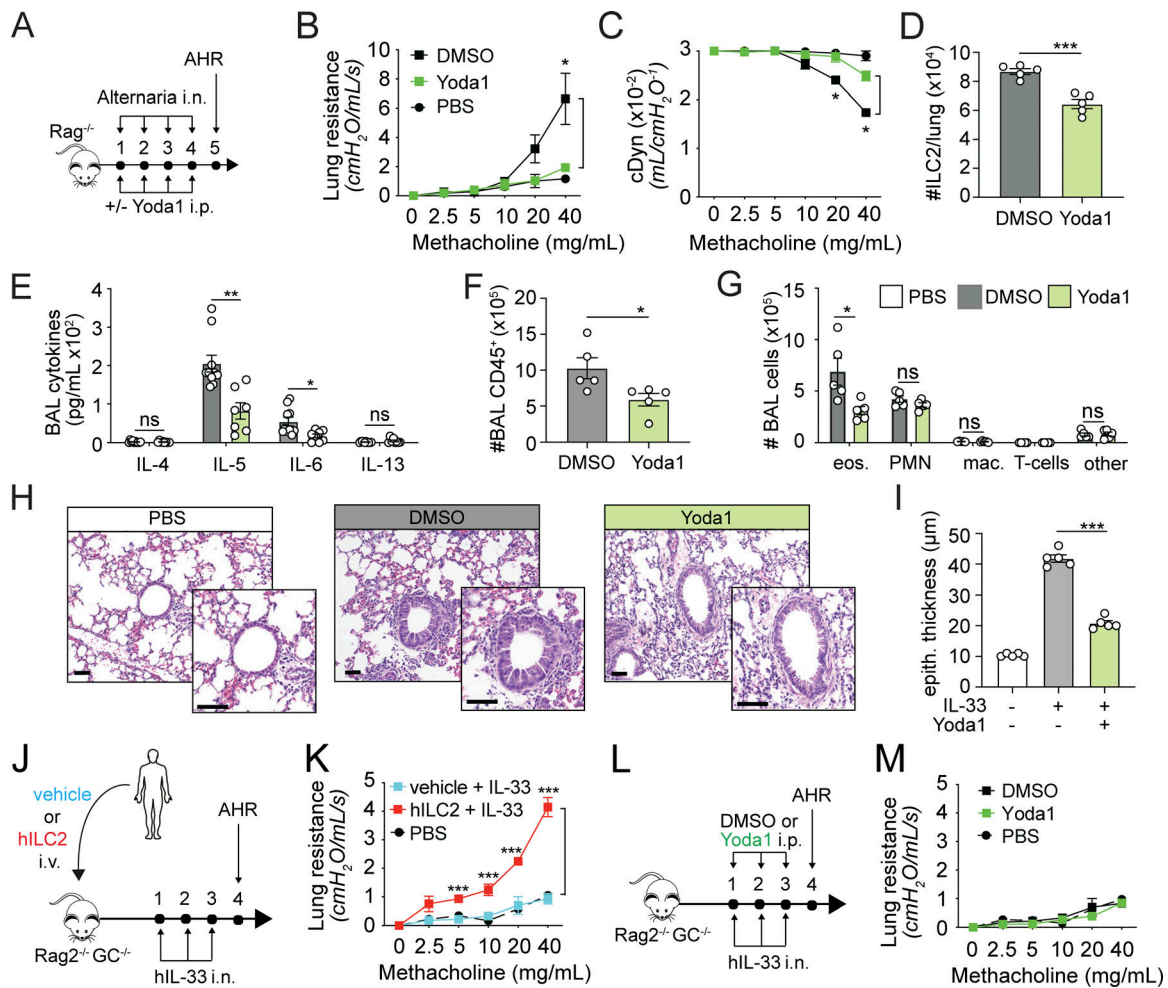 A
AHR
Alternaria i.n.
Rag-/-
1 2 3 4 5
+/- Yoda1 i.p.
B
Lung resistance
(cmH2O/mL/s)
10
8
6
4
2
0
DMSO
Yoda1
PBS
*
0 2.5 5 10 20 40
Methacholine (mg/mL)
C
cDyn (x10-2)
(mL/cmH2O-1)
3
2
1
0
*
*
0 2.5 5 10 20 40
Methacholine (mg/mL)
D
#ILC2/lung (x10⁴)
10
8
6
4
2
0
***
DMSO Yoda1
E
BAL cytokines
(pg/mL x10²)
4
3
2
1
0
ns
**
*
ns
IL-4 IL-5 IL-6 IL-13
F
#BAL CD45+ (x10⁵)
20
15
10
5
0
*
DMSO Yoda1
G
# BAL cells (x10⁵)
15
10
5
0
PBS DMSO Yoda1
*
ns
ns
ns
eos. PMN mac. T-cells other
H
PBS
DMSO
Yoda1
I
epith. thickness (µm)
50
40
30
20
10
0
***
IL-33 - + +
Yoda1 - - +
J
vehicle
or
hILC2
i.v.
AHR
1 2 3 4
Rag2-/- GC-/-
hIL-33 i.n.
K
Lung resistance
(cmH2O/mL/s)
5
4
3
2
1
0
vehicle + IL-33
hILC2 + IL-33
PBS
***
***
***
***
0 2.5 5 10 20 40
Methacholine (mg/mL)
L
AHR
DMSO or
Yoda1 i.p.
1 2 3 4
Rag2-/- GC-/-
hIL-33 i.n.
M
Lung resistance
(cmH2O/mL/s)
5
4
3
2
1
0
DMSO
Yoda1
PBS
0 2.5 5 10 20 40
Methacholine (mg/mL)